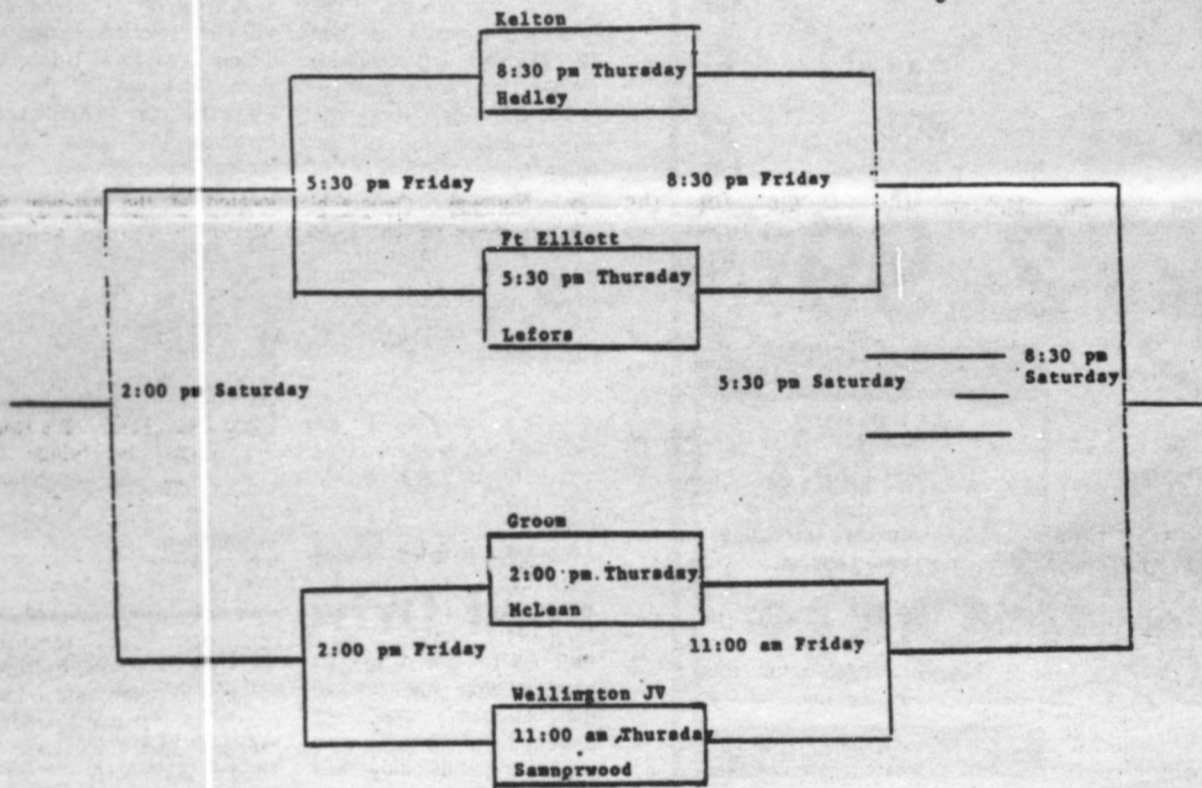 Kelton
8:30 pm Thursday
Hedley
5:30 pm Friday
8:30 pm Friday
Ft Elliott
5:30 pm Thursday
Lefors
2:00 pm Saturday
5:30 pm Saturday
8:30 pm
Saturday
Groom
2:00 pm Thursday
McLean
2:00 pm Friday
11:00 am Friday
Wellington JV
11:00 am Thursday
Samnorwood